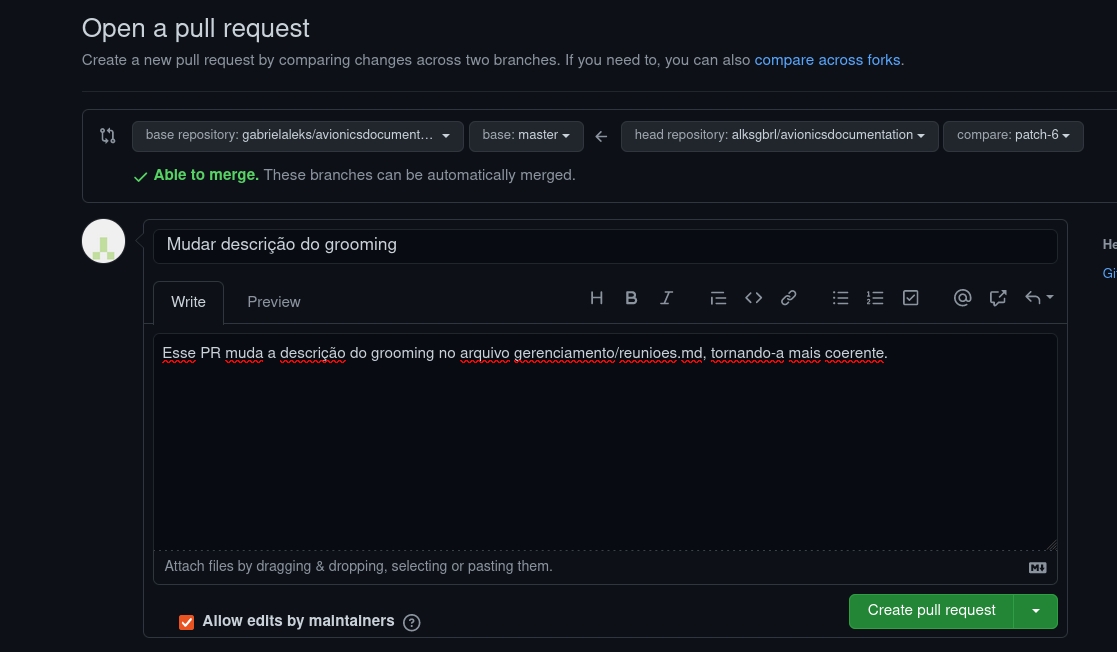 Open a pull request
Create a new pull request by comparing changes across two branches. If you need to, you can also compare across forks.
base repository: gabrielaleks/avionicsdocument... base: master head repository: alksgbrl/avionicsdocumentation compare: patch-6
Able to merge. These branches can be automatically merged.
Mudar descrição do grooming
Write Preview
Esse PR muda a descrição do grooming no arquivo gerenciamento/reunioes.md, tornando-a mais coerente.
Attach files by dragging & dropping, selecting or pasting them.
Allow edits by maintainers
Create pull request
He
Gi